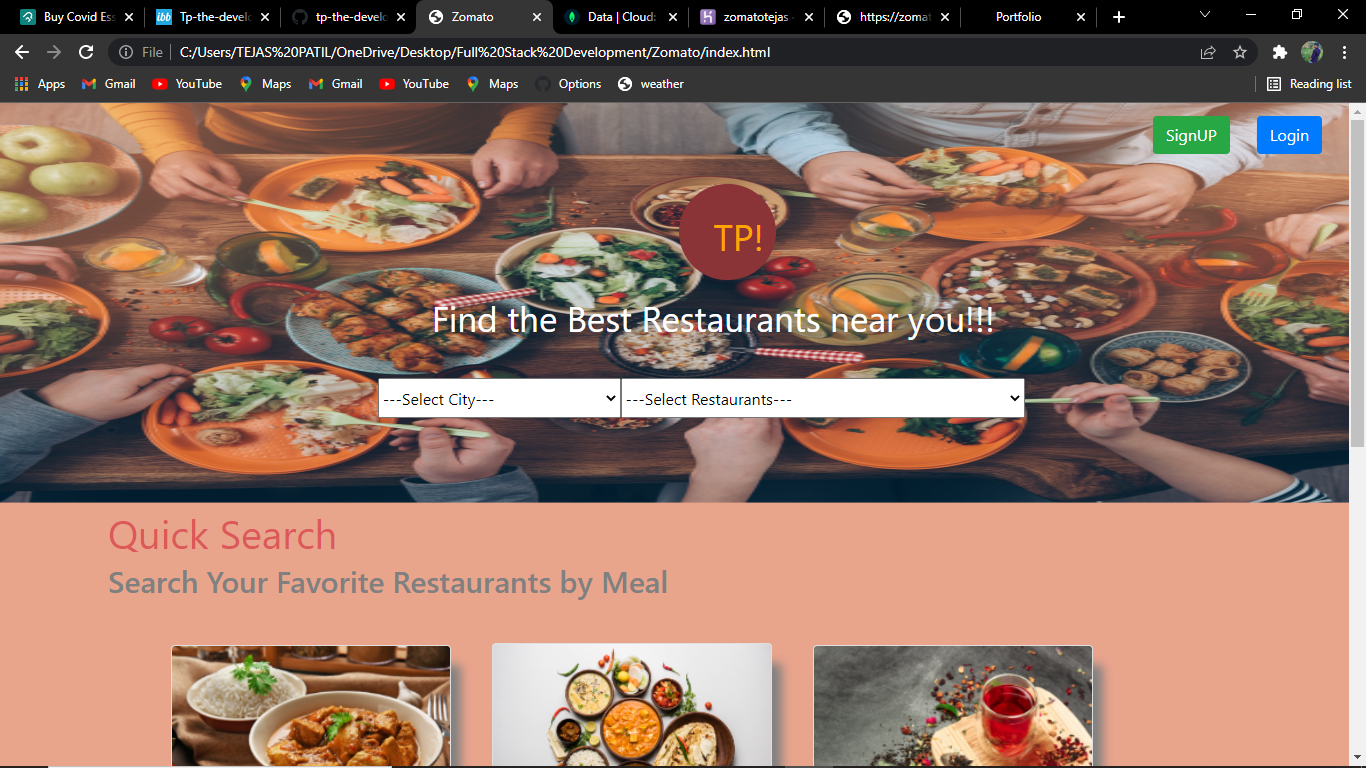 Buy Covid Ess
Tp-the-develo
tp-the-develo
Zomato
Data | Cloud:
zomatotejas
https://zomat
Portfolio
File
C:/Users/TEJAS%20PATIL/OneDrive/Desktop/Full%20Stack%20Development/Zomato/index.html
Apps Gmail YouTube Maps Gmail YouTube Maps Options weather Reading list
SignUP Login
TP!
Find the Best Restaurants near you!!!
---Select City--- ---Select Restaurants---
Quick Search
Search Your Favorite Restaurants by Meal